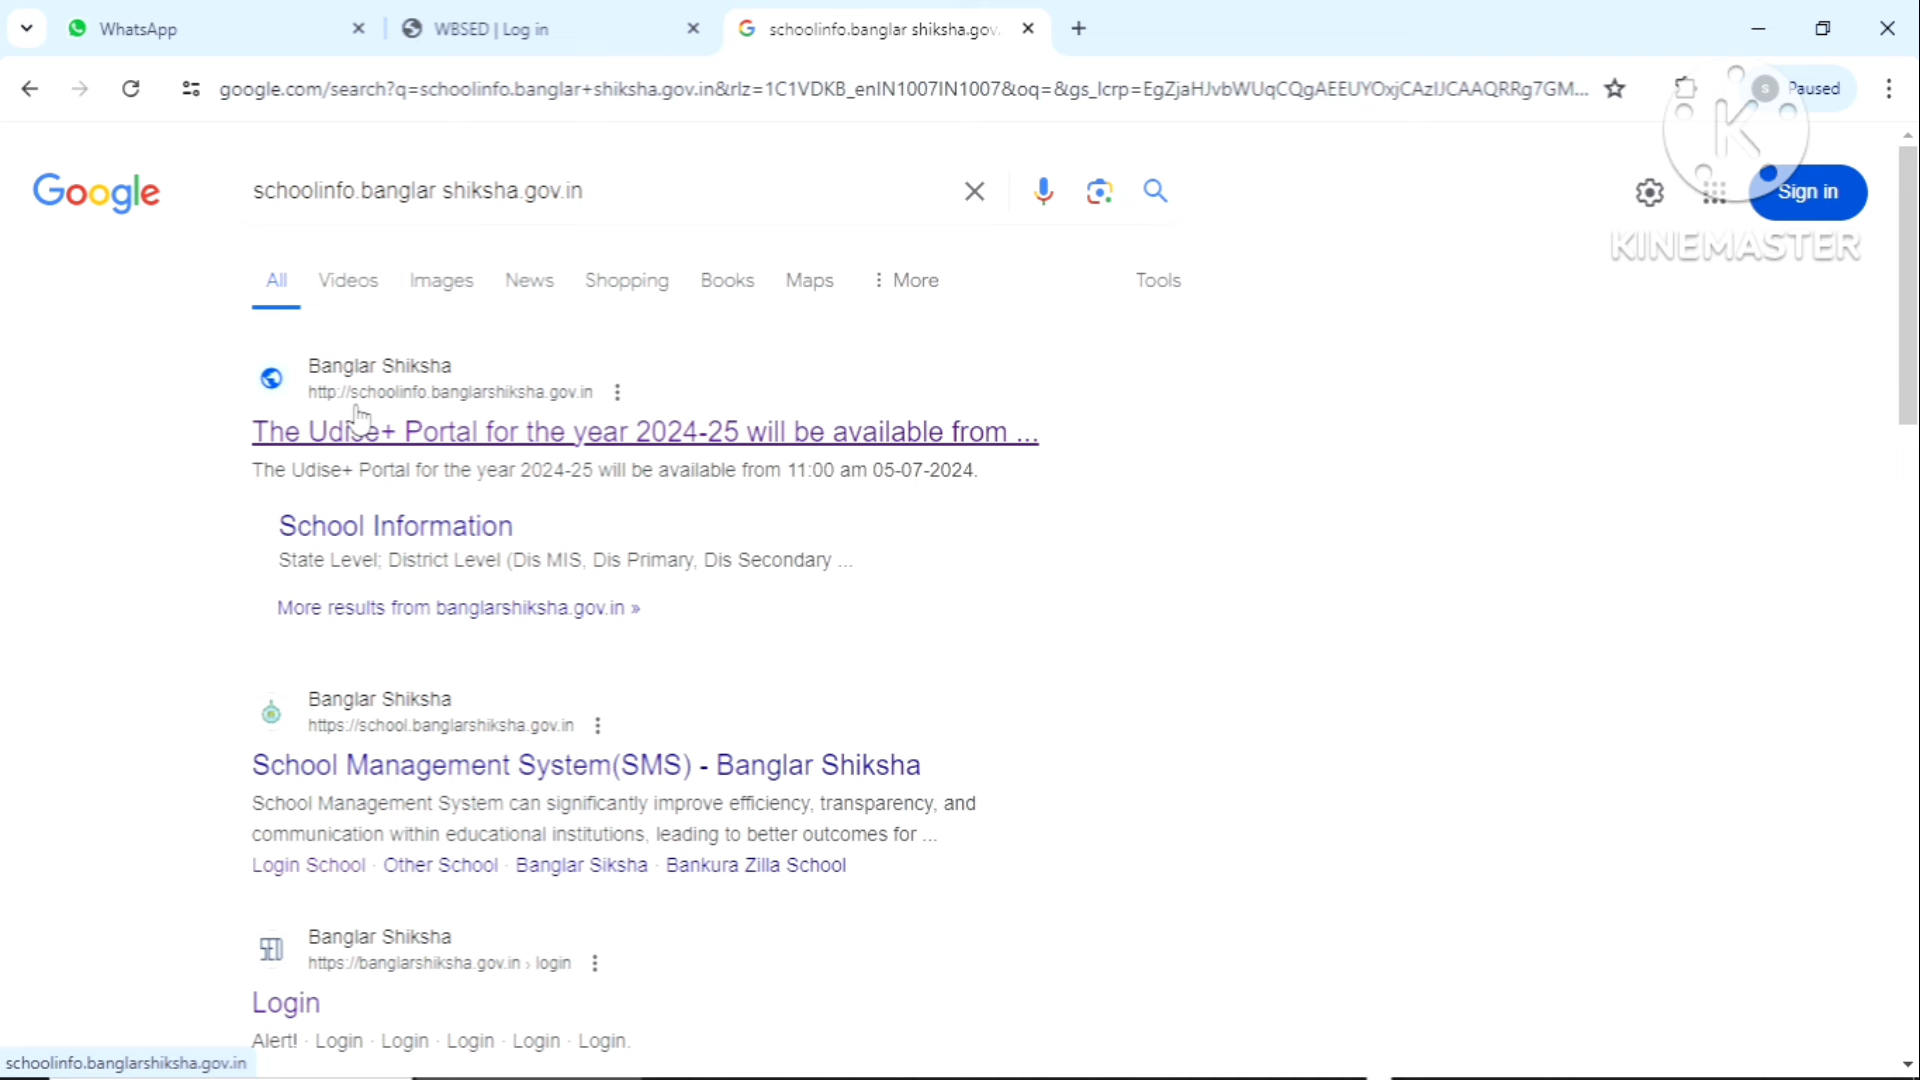 WhatsApp
WBSED | Log in
schoolinfo.banglar shiksha.gov.
google.com/search?q=schoolinfo.banglar+shiksha.gov.in&rlz=1C1VDKB_enIN1007IN1007&oq=&gs_lcrp=EgZjaHJvbWUqCQgAEEUYOxjCAzIJCAAQRRg7GM...
S Paused
Google
schoolinfo.banglar shiksha.gov.in
K
Sign in
KINEMASTER
All Videos Images News Shopping Books Maps More Tools
Banglar Shiksha
http://schoolinfo.banglarshiksha.gov.in
The Udise+ Portal for the year 2024-25 will be available from ...
The Udise+ Portal for the year 2024-25 will be available from 11:00 am 05-07-2024.
School Information
State Level; District Level (Dis MIS, Dis Primary, Dis Secondary ...
More results from banglarshiksha.gov.in »
Banglar Shiksha
https://school.banglarshiksha.gov.in
School Management System(SMS) - Banglar Shiksha
School Management System can significantly improve efficiency, transparency, and
communication within educational institutions, leading to better outcomes for ...
Login School · Other School · Banglar Siksha · Bankura Zilla School
SED
Banglar Shiksha
https://banglarshiksha.gov.in › login
Login
Alert! · Login · Login · Login · Login · Login.
schoolinfo.banglarshiksha.gov.in